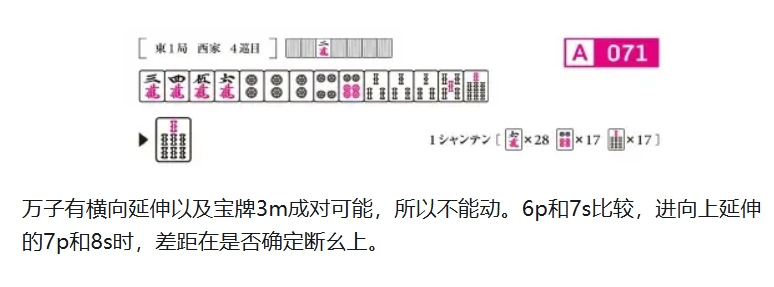 東1局 西家 4巡目
A 071
1シャンテン [ ×28 ×17 ×17 ]
万子有横向延伸以及宝牌3m成对可能，所以不能动。6p和7s比较，进向上延伸
的7p和8s时，差距在是否确定断幺上。